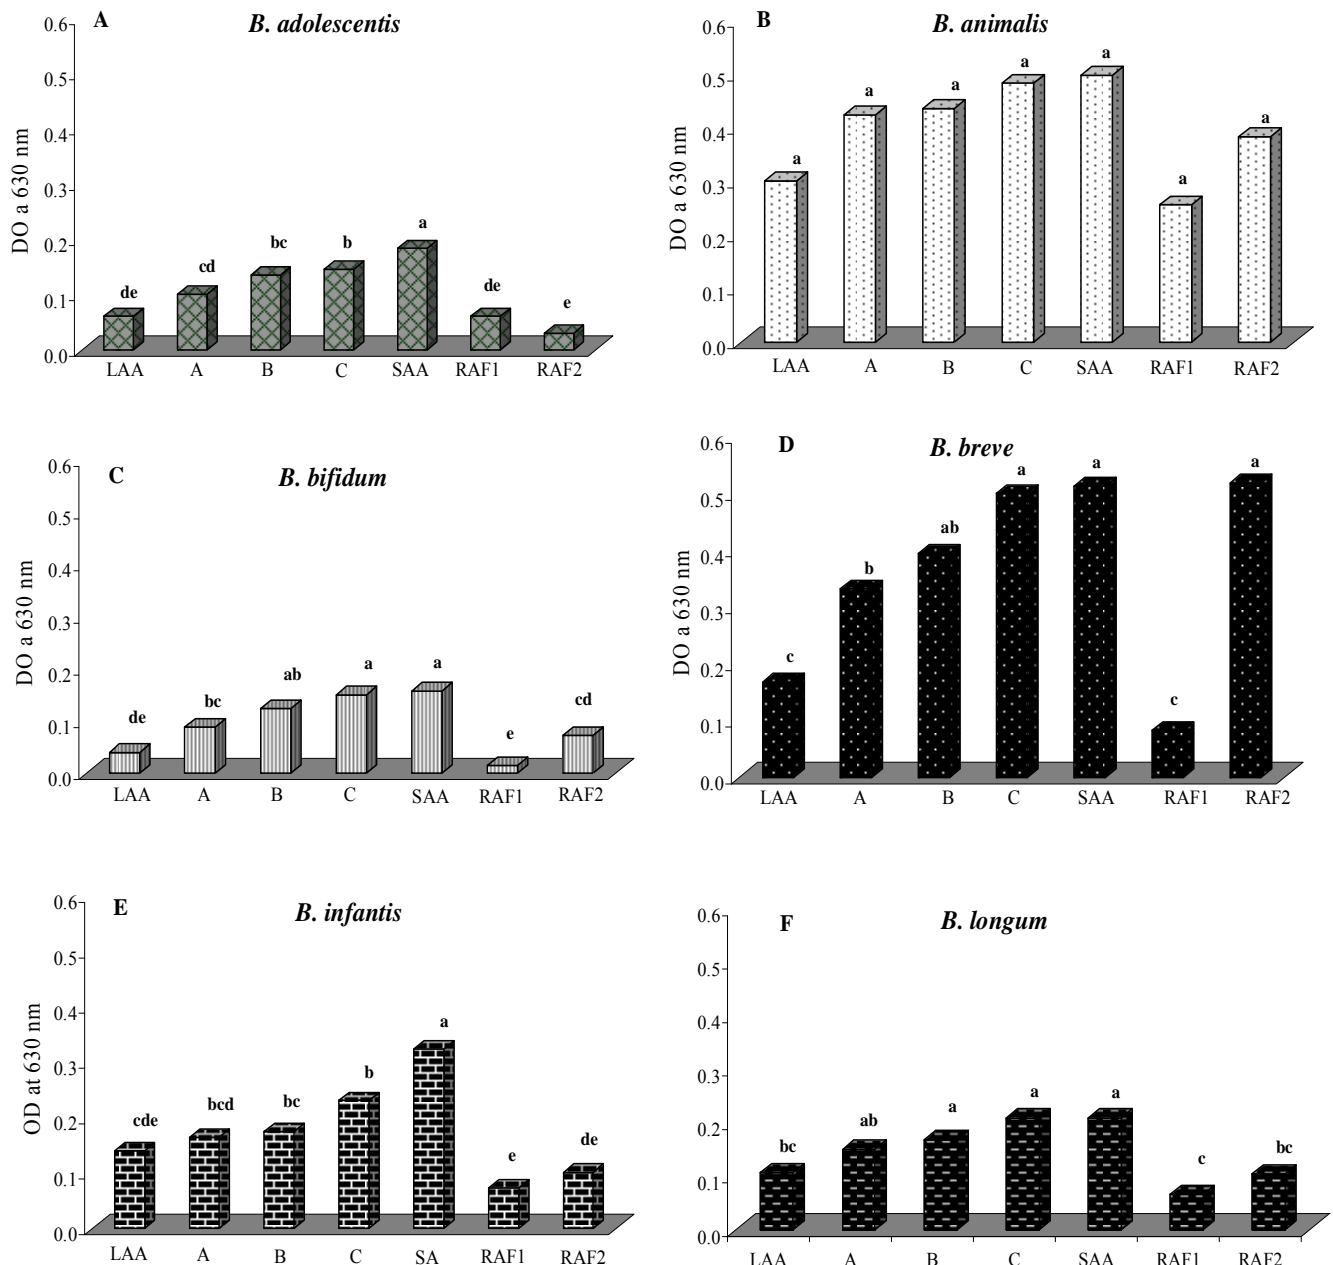 A
B. adolescentis
0.6
0.5
0.4
0.3
0.2
0.1
0.0
DO a 630 nm
de
cd
bc
b
a
de
e
LAA A B C SAA RAF1 RAF2
B
B. animalis
0.6
0.5
0.4
0.3
0.2
0.1
0.0
DO a 630 nm
a
a
a
a
a
a
a
LAA A B C SAA RAF1 RAF2
C
B. bifidum
0.6
0.5
0.4
0.3
0.2
0.1
0.0
DO a 630 nm
de
bc
ab
a
a
e
cd
LAA A B C SAA RAF1 RAF2
D
B. breve
0.6
0.5
0.4
0.3
0.2
0.1
0.0
DO a 630 nm
c
b
ab
a
a
c
a
LAA A B C SAA RAF1 RAF2
E
B. infantis
0.6
0.5
0.4
0.3
0.2
0.1
0.0
OD at 630 nm
cde
bcd
bc
b
a
e
de
LAA A B C SA RAF1 RAF2
F
B. longum
0.6
0.5
0.4
0.3
0.2
0.1
0.0
bc
ab
a
a
a
c
bc
LAA A B C SAA RAF1 RAF2